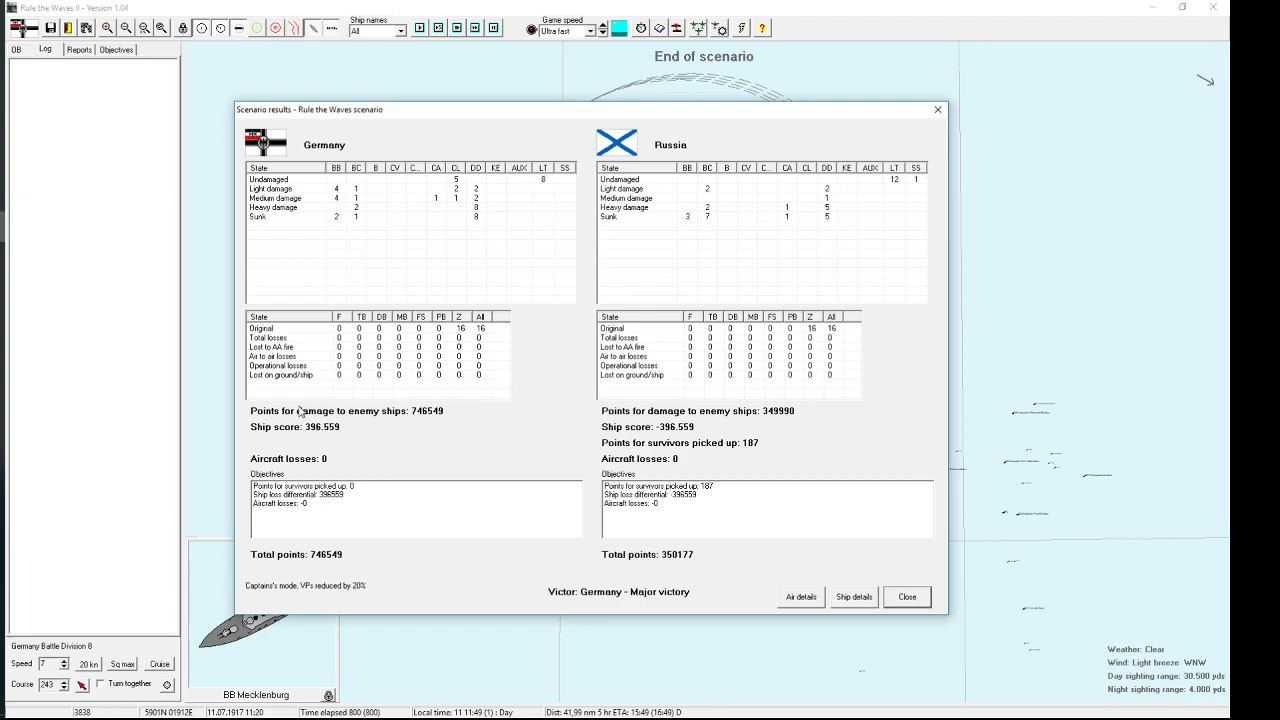 Rule the Waves II - Version 1.04
Ship names
All
Game speed
Ultra fast
OB Log Reports Objectives
End of scenario
Scenario results - Rule the Waves scenario
Germany
State BB BC B CV C... CA CL DD KE AUX LT SS
Undamaged 5 8
Light damage 4 1 2 2
Medium damage 4 1 1 1 2
Heavy damage 2 8
Sunk 2 1 8
State F TB DB MB FS PB Z All
Original 0 0 0 0 0 0 16 16
Total losses 0 0 0 0 0 0 0 0
Lost to AA fire 0 0 0 0 0 0 0 0
Air to air losses 0 0 0 0 0 0 0 0
Operational losses 0 0 0 0 0 0 0 0
Lost on ground/ship 0 0 0 0 0 0 0 0
Points for damage to enemy ships: 746549
Ship score: 396.559
Aircraft losses: 0
Objectives
Points for survivors picked up: 0
Ship loss differential: 396559
Aircraft losses: -0
Total points: 746549
Russia
State BB BC B CV C... CA CL DD KE AUX LT SS
Undamaged 12 1
Light damage 2 2
Medium damage 1
Heavy damage 2 1 5
Sunk 3 7 1 5
State F TB DB MB FS PB Z All
Original 0 0 0 0 0 0 16 16
Total losses 0 0 0 0 0 0 0 0
Lost to AA fire 0 0 0 0 0 0 0 0
Air to air losses 0 0 0 0 0 0 0 0
Operational losses 0 0 0 0 0 0 0 0
Lost on ground/ship 0 0 0 0 0 0 0 0
Points for damage to enemy ships: 349990
Ship score: -396.559
Points for survivors picked up: 187
Aircraft losses: 0
Objectives
Points for survivors picked up: 187
Ship loss differential: -396559
Aircraft losses: -0
Total points: 350177
Captains's mode, VPs reduced by 20%
Victor: Germany - Major victory
Air details Ship details Close
Germany Battle Division 8
Speed 7 20 kn Sq max Cruise
Course 243 Turn together
BB Mecklenburg
Weather: Clear
Wind: Light breeze WNW
Day sighting range: 30.500 yds
Night sighting range: 4.000 yds
3838 5901N 01912E 11.07.1917 11:20 Time elapsed 800 (800) Local time: 11 11:49 (1) : Day Dist: 41,99 nm 5 hr ETA: 15:49 (16:49) D